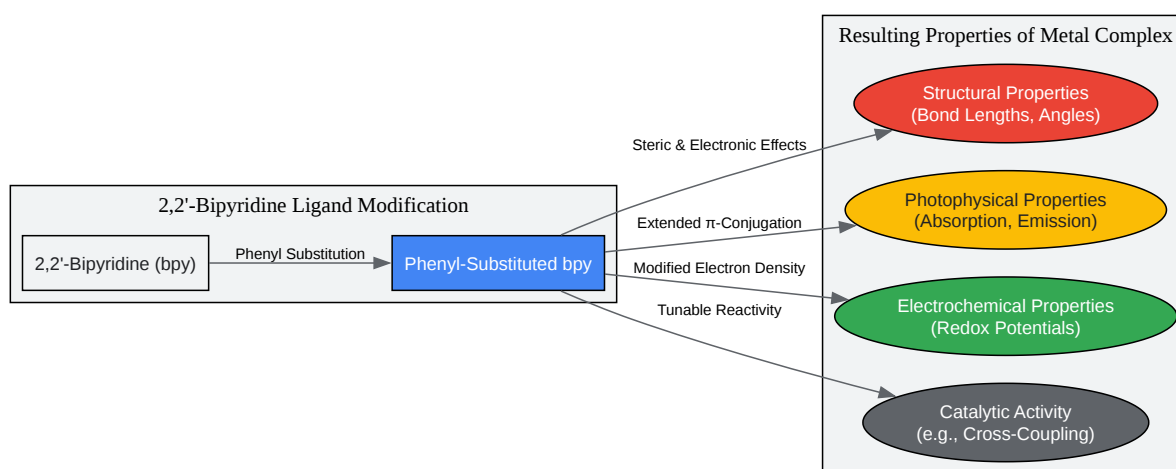 Resulting Properties of Metal Complex
Structural Properties
(Bond Lengths, Angles)
Steric & Electronic Effects
2,2'-Bipyridine Ligand Modification
Photophysical Properties
(Absorption, Emission)
Extended π-Conjugation
2,2'-Bipyridine (bpy)
Phenyl Substitution
Phenyl-Substituted bpy
Modified Electron Density
Electrochemical Properties
(Redox Potentials)
Tunable Reactivity
Catalytic Activity
(e.g., Cross-Coupling)